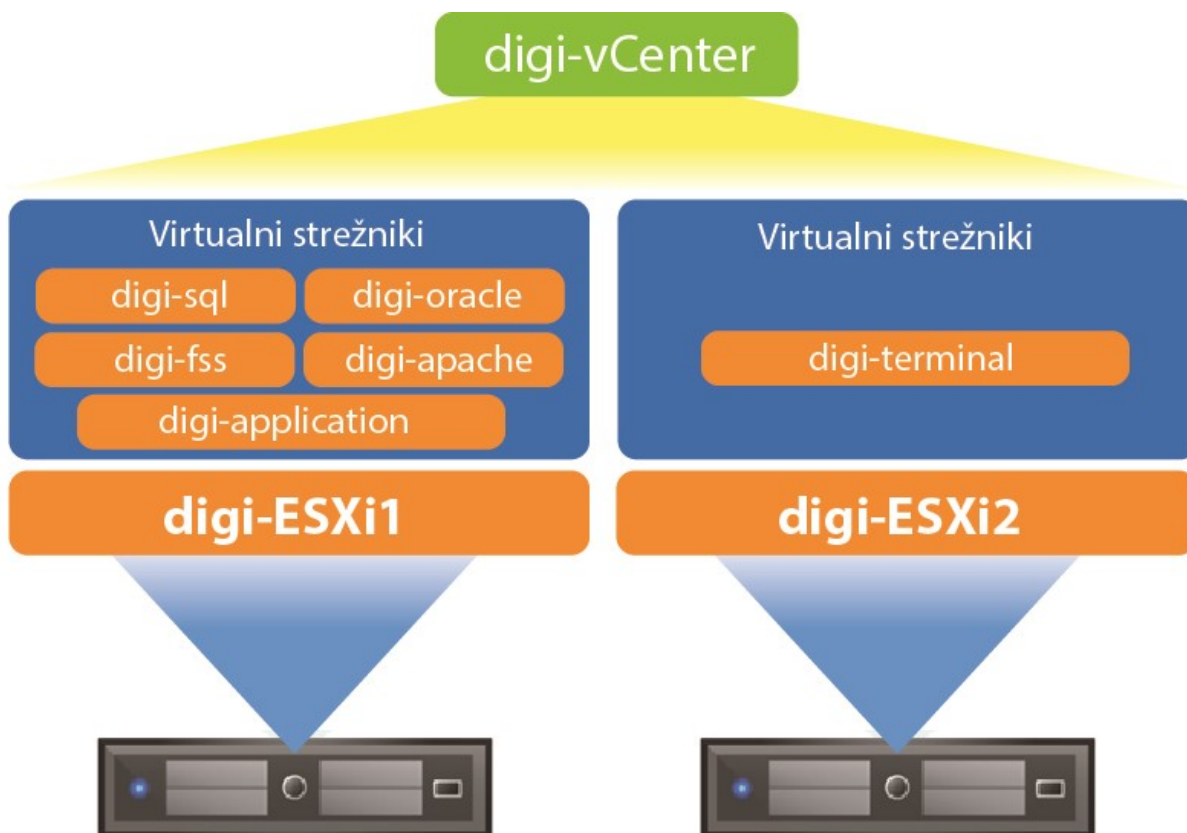 digi-vCenter
Virtualni strežniki
digi-sql
digi-oracle
digi-fss
digi-apache
digi-application
digi-ESXi1
Virtualni strežniki
digi-terminal
digi-ESXi2